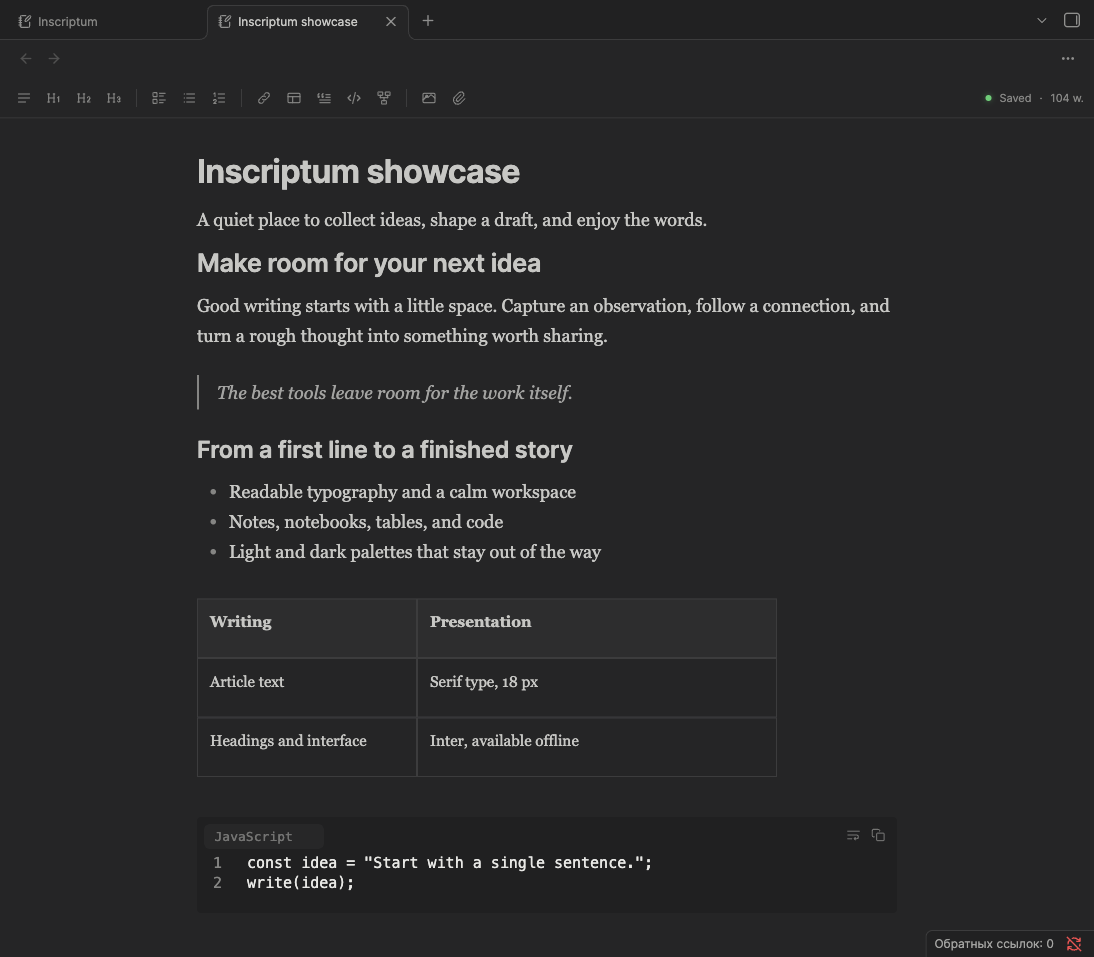 Inscriptum
Inscriptum showcase
H1 H2 H3
Saved · 104 w.
Inscriptum showcase
A quiet place to collect ideas, shape a draft, and enjoy the words.
Make room for your next idea
Good writing starts with a little space. Capture an observation, follow a connection, and
turn a rough thought into something worth sharing.
The best tools leave room for the work itself.
From a first line to a finished story
• Readable typography and a calm workspace
• Notes, notebooks, tables, and code
• Light and dark palettes that stay out of the way
Writing Presentation
Article text Serif type, 18 px
Headings and interface Inter, available offline
JavaScript
1 const idea = "Start with a single sentence.";
2 write(idea);
Обратных ссылок: 0